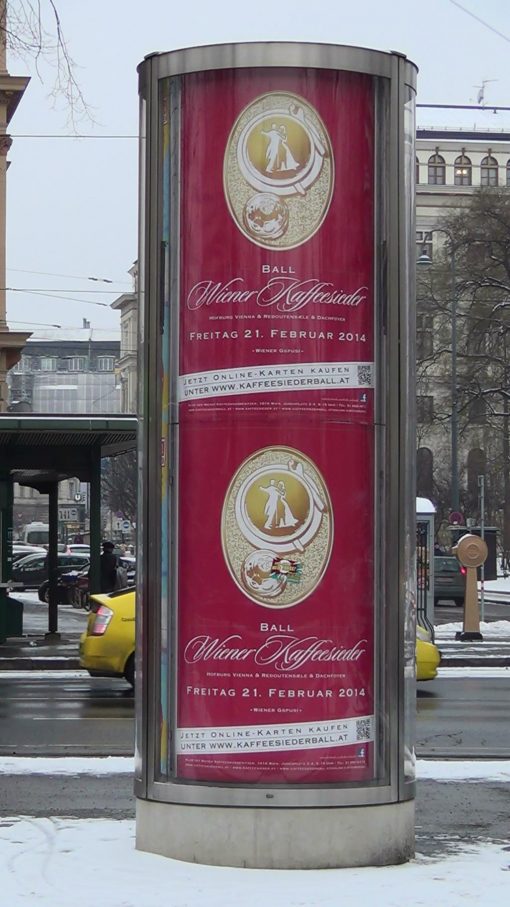 BALL
Wiener Kaffeesieder
HOFBURG VIENNA & REDOUTENSÆLE & DACHFOYER
FREITAG 21. FEBRUAR 2014
-WIENER GSPUSI-
JETZT ONLINE-KARTEN KAUFEN
UNTER WWW.KAFFEESIEDERBALL.AT
BALL
Wiener Kaffeesieder
HOFBURG VIENNA & REDOUTENSÆLE & DACHFOYER
FREITAG 21. FEBRUAR 2014
-WIENER GSPUSI-
JETZT ONLINE-KARTEN KAUFEN
UNTER WWW.KAFFEESIEDERBALL.AT